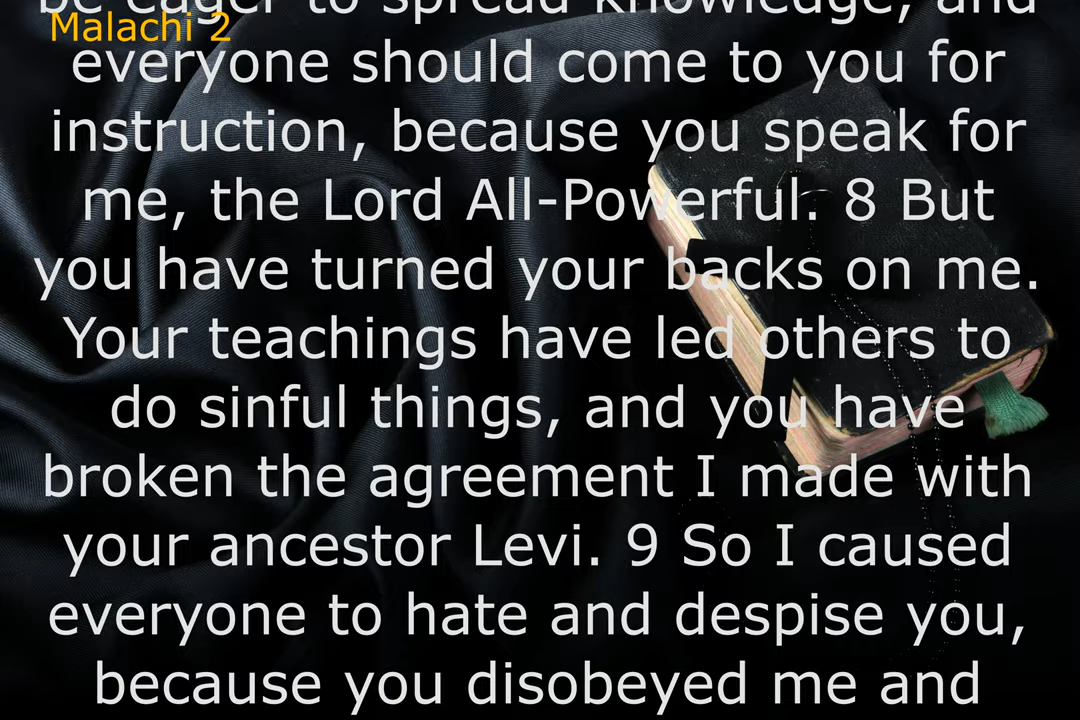 be eager to spread knowledge, and
Malachi 2
everyone should come to you for
instruction, because you speak for
me, the Lord All-Powerful. 8 But
you have turned your backs on me.
Your teachings have led others to
do sinful things, and you have
broken the agreement I made with
your ancestor Levi. 9 So I caused
everyone to hate and despise you,
because you disobeyed me and